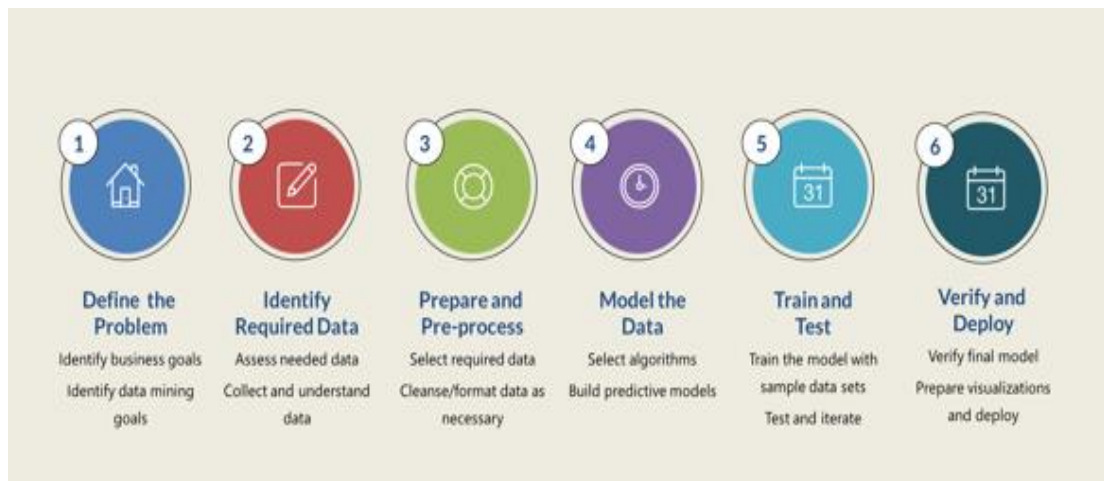 1
Define the
Problem
Identify business goals
Identify data mining
goals
2
Identify
Required Data
Assess needed data
Collect and understand
data
3
Prepare and
Pre-process
Select required data
Cleanse/format data as
necessary
4
Model the
Data
Select algorithms
Build predictive models
5
31
Train and
Test
Train the model with
sample data sets
Test and iterate
6
31
Verify and
Deploy
Verify final model
Prepare visualizations
and deploy